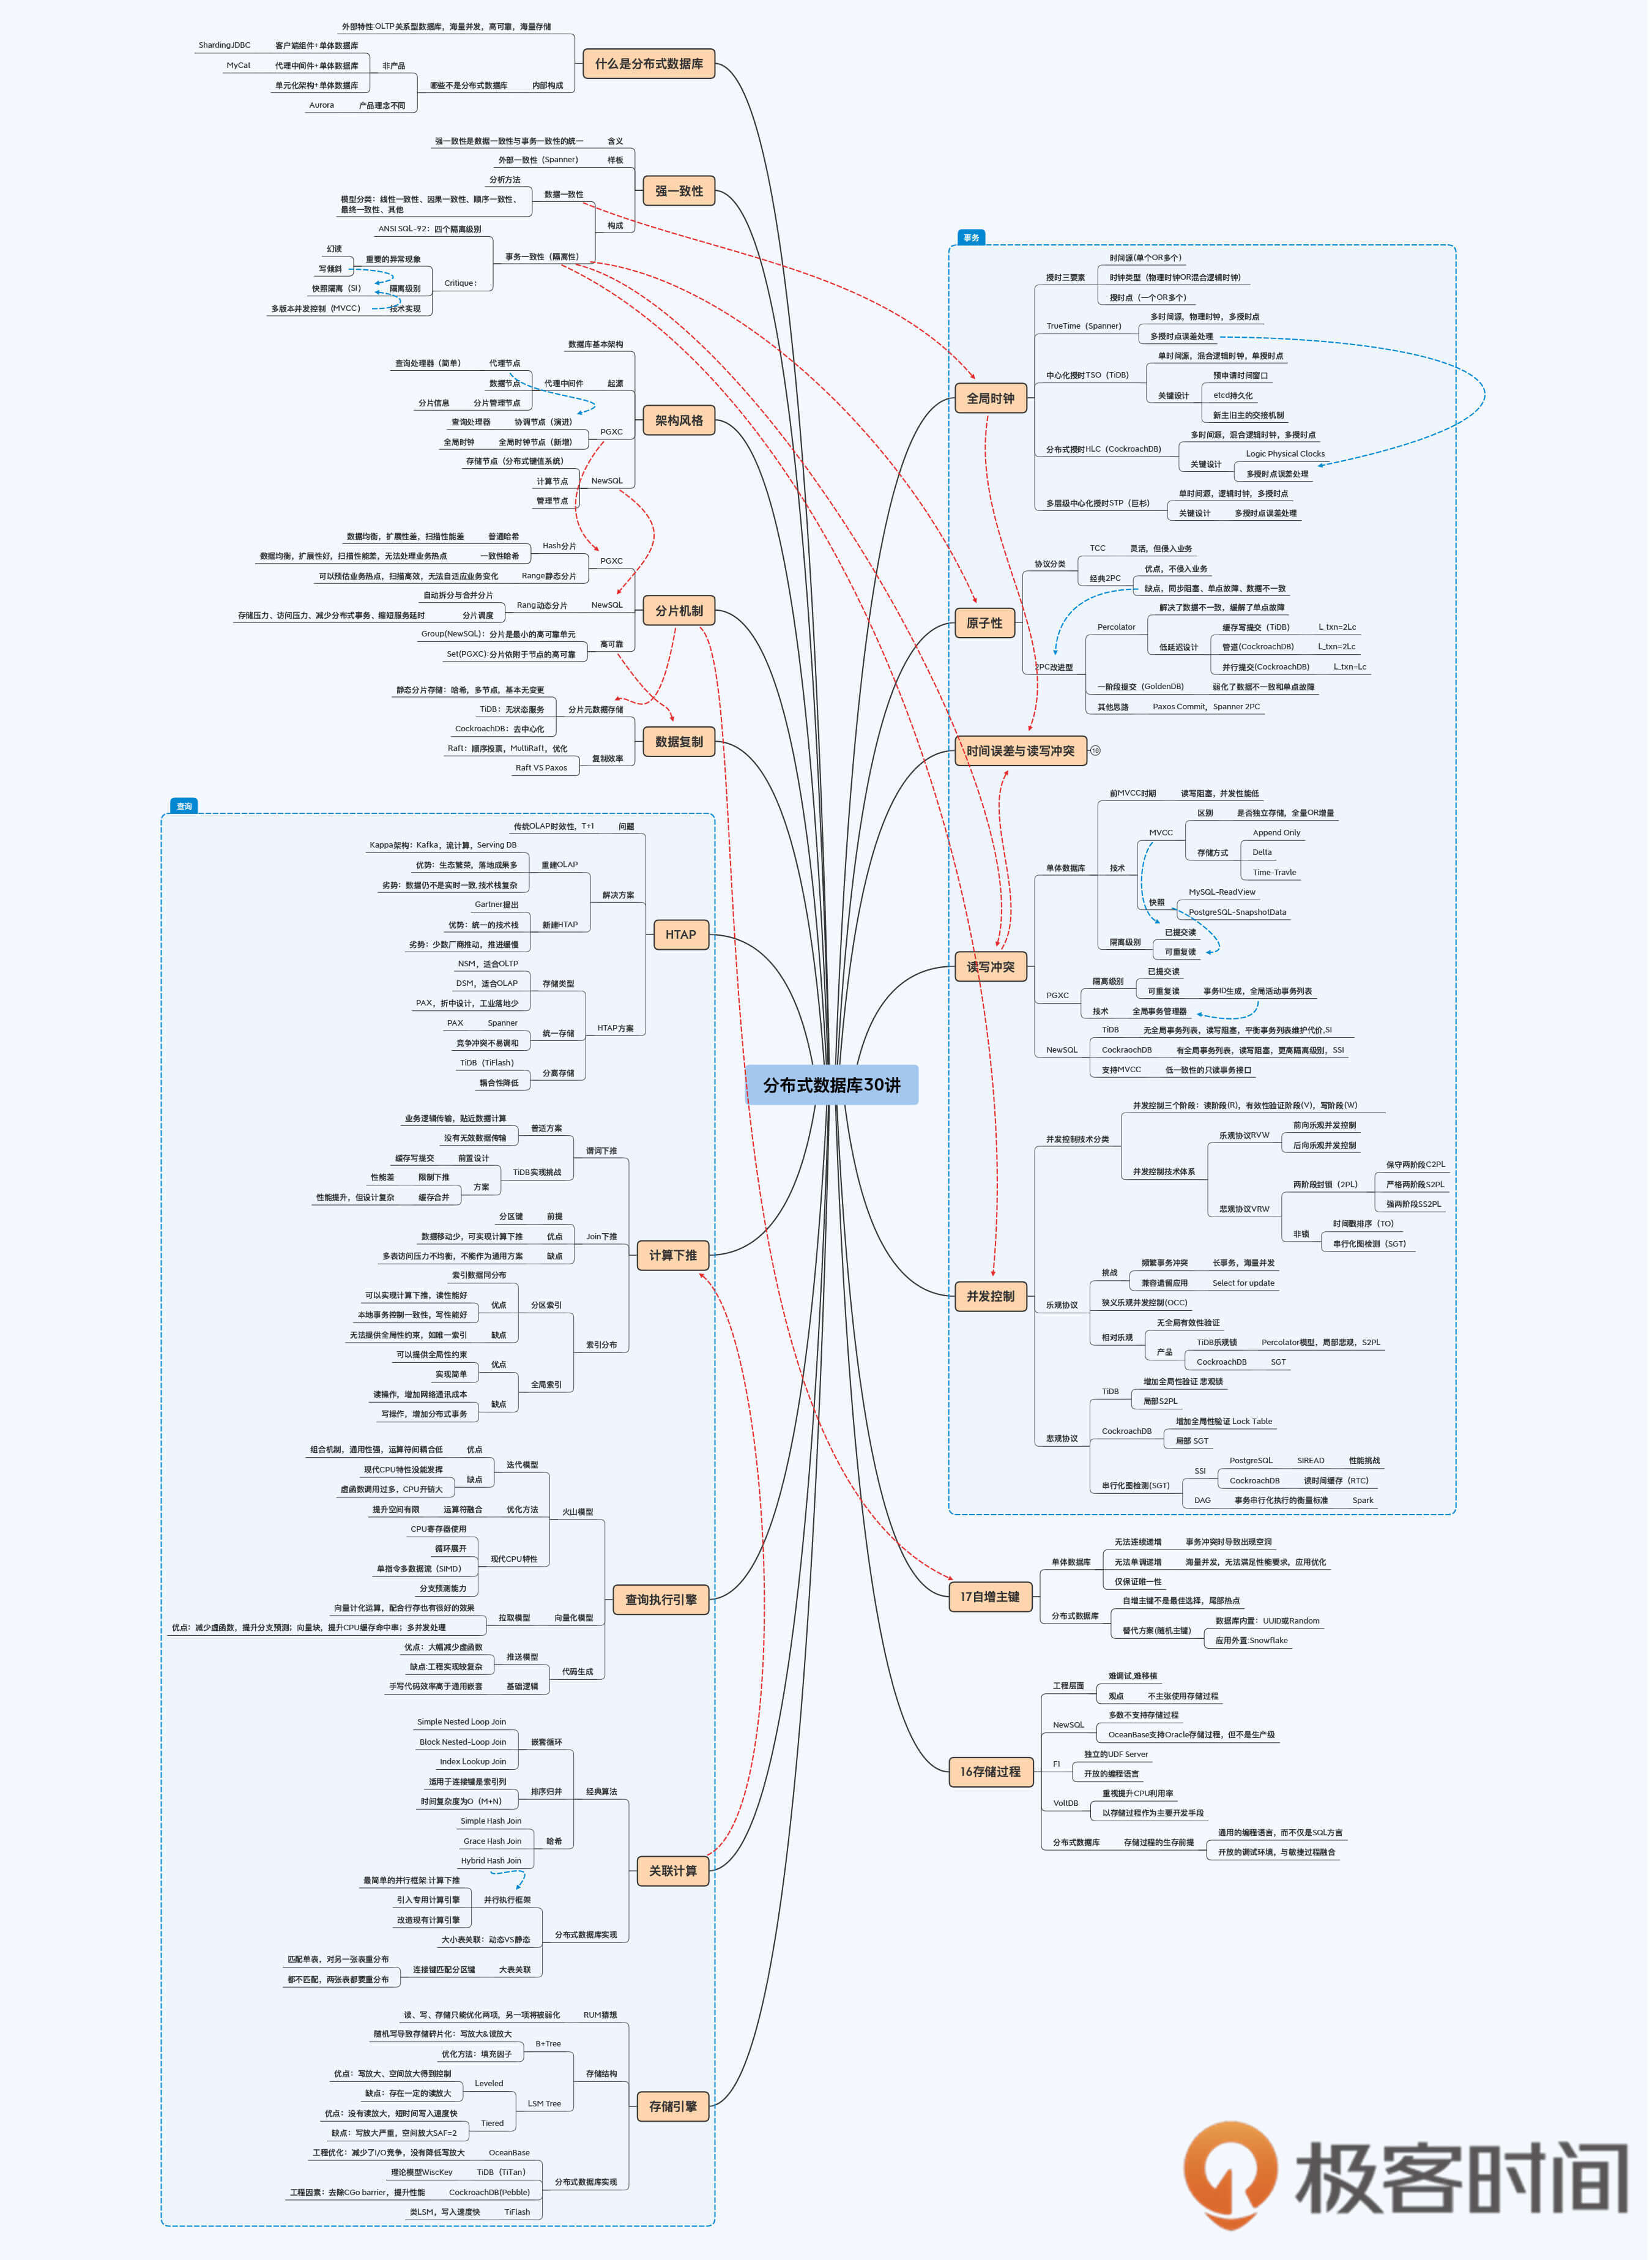 分布式数据库30讲
什么是分布式数据库
外部特性:OLTP关系型数据库，海量并发，高可靠，海量存储
内部构成
哪些不是分布式数据库
非产品
客户端组件+单体数据库
ShardingJDBC
代理中间件+单体数据库
MyCat
单元化架构+单体数据库
产品理念不同
Aurora
强一致性
含义
强一致性是数据一致性与事务一致性的统一
样板
外部一致性（Spanner）
构成
数据一致性
分析方法
模型分类：线性一致性、因果一致性、顺序一致性、
最终一致性、其他
事务一致性（隔离性）
ANSI SQL-92：四个隔离级别
Critique：
重要的异常现象
幻读
写倾斜
隔离级别
快照隔离（SI）
技术实现
多版本并发控制（MVCC）
架构风格
数据库基本架构
起源
代理中间件
代理节点
查询处理器（简单）
数据节点
分片管理节点
分片信息
PGXC
协调节点（演进）
查询处理器
全局时钟节点（新增）
全局时钟
NewSQL
存储节点（分布式键值系统）
计算节点
管理节点
分片机制
PGXC
Hash分片
普通哈希
数据均衡，扩展性差，扫描性能差
一致性哈希
数据均衡，扩展性好，扫描性能差，无法处理业务热点
Range静态分片
可以预估业务热点，扫描高效，无法自适应业务变化
NewSQL
Rang动态分片
自动拆分与合并分片
分片调度
存储压力、访问压力、减少分布式事务、缩短服务延时
高可靠
Group(NewSQL)：分片是最小的高可靠单元
Set(PGXC):分片依附于节点的高可靠
数据复制
分片元数据存储
静态分片存储：哈希，多节点，基本无变更
TiDB：无状态服务
CockroachDB：去中心化
复制效率
Raft：顺序投票，MultiRaft，优化
Raft VS Paxos
查询
HTAP
问题
传统OLAP时效性，T+1
解决方案
重建OLAP
Kappa架构：Kafka，流计算，Serving DB
优势：生态繁荣，落地成果多
劣势：数据仍不是实时一致,技术栈复杂
新建HTAP
Gartner提出
优势：统一的技术栈
劣势：少数厂商推动，推进缓慢
HTAP方案
存储类型
NSM，适合OLTP
DSM，适合OLAP
PAX，折中设计，工业落地少
统一存储
Spanner
PAX
竞争冲突不易调和
分离存储
TiDB（TiFlash）
耦合性降低
计算下推
谓词下推
普适方案
业务逻辑传输，贴近数据计算
没有无效数据传输
TiDB实现挑战
前置设计
缓存写提交
方案
限制下推
性能差
缓存合并
性能提升，但设计复杂
Join下推
前提
分区键
优点
数据移动少，可实现计算下推
缺点
多表访问压力不均衡，不能作为通用方案
索引分布
分区索引
索引数据同分布
优点
可以实现计算下推，读性能好
本地事务控制一致性，写性能好
缺点
无法提供全局性约束，如唯一索引
全局索引
优点
可以提供全局性约束
实现简单
缺点
读操作，增加网络通讯成本
写操作，增加分布式事务
查询执行引擎
火山模型
迭代模型
优点
组合机制，通用性强，运算符间耦合低
缺点
现代CPU特性没能发挥
虚函数调用过多，CPU开销大
优化方法
运算符融合
提升空间有限
现代CPU特性
CPU寄存器使用
循环展开
单指令多数据流（SIMD）
分支预测能力
向量化模型
拉取模型
向量计化运算，配合行存也有很好的效果
优点：减少虚函数，提升分支预测；向量块，提升CPU缓存命中率；多并发处理
代码生成
推送模型
优点：大幅减少虚函数
缺点:工程实现较复杂
基础逻辑
手写代码效率高于通用嵌套
关联计算
经典算法
嵌套循环
Simple Nested Loop Join
Block Nested-Loop Join
Index Lookup Join
排序归并
适用于连接键是索引列
时间复杂度为O（M+N）
哈希
Simple Hash Join
Grace Hash Join
Hybrid Hash Join
分布式数据库实现
并行执行框架
最简单的并行框架:计算下推
引入专用计算引擎
改造现有计算引擎
大小表关联：动态VS静态
大表关联
连接键匹配分区键
匹配单表，对另一张表重分布
都不匹配，两张表都要重分布
存储引擎
RUM猜想
读、写、存储只能优化两项，另一项将被弱化
存储结构
B+Tree
随机写导致存储碎片化：写放大&读放大
优化方法：填充因子
LSM Tree
Leveled
优点：写放大、空间放大得到控制
缺点：存在一定的读放大
Tiered
优点：没有读放大，短时间写入速度快
缺点：写放大严重，空间放大SAF=2
分布式数据库实现
OceanBase
工程优化：减少了I/O竞争，没有降低写放大
TiDB（TiTan）
理论模型WiscKey
CockroachDB(Pebble)
工程因素：去除CGo barrier，提升性能
TiFlash
类LSM，写入速度快
事务
全局时钟
授时三要素
时间源(单个OR多个）
时钟类型（物理时钟OR混合逻辑时钟）
授时点（一个OR多个）
TrueTime（Spanner）
多时间源，物理时钟，多授时点
多授时点误差处理
中心化授时TSO（TiDB）
单时间源，混合逻辑时钟，单授时点
关键设计
预申请时间窗口
etcd持久化
新主旧主的交接机制
分布式授时HLC（CockroachDB）
多时间源，混合逻辑时钟，多授时点
关键设计
Logic Physical Clocks
多授时点误差处理
多层级中心化授时STP（巨杉）
单时间源，逻辑时钟，多授时点
关键设计
多授时点误差处理
原子性
协议分类
TCC
灵活，但侵入业务
经典2PC
优点，不侵入业务
缺点，同步阻塞、单点故障、数据不一致
2PC改进型
Percolator
解决了数据不一致，缓解了单点故障
低延迟设计
缓存写提交（TiDB）
L_txn=2Lc
管道(CockroachDB)
L_txn=2Lc
并行提交(CockroachDB)
L_txn=Lc
一阶段提交（GoldenDB)
弱化了数据不一致和单点故障
其他思路
Paxos Commit，Spanner 2PC
时间误差与读写冲突
16
读写冲突
单体数据库
前MVCC时期
读写阻塞，并发性能低
技术
MVCC
区别
是否独立存储，全量OR增量
存储方式
Append Only
Delta
Time-Travle
快照
MySQL-ReadView
PostgreSQL-SnapshotData
隔离级别
已提交读
可重复读
PGXC
隔离级别
已提交读
可重复读
事务ID生成，全局活动事务列表
技术
全局事务管理器
NewSQL
TiDB
无全局事务列表，读写阻塞，平衡事务列表维护代价,SI
CockraochDB
有全局事务列表，读写阻塞，更高隔离级别，SSI
支持MVCC
低一致性的只读事务接口
并发控制
并发控制技术分类
并发控制三个阶段：读阶段(R)，有效性验证阶段(V)，写阶段(W)
并发控制技术体系
乐观协议RVW
前向乐观并发控制
后向乐观并发控制
悲观协议VRW
两阶段封锁（2PL）
保守两阶段C2PL
严格两阶段S2PL
强两阶段SS2PL
非锁
时间戳排序（TO）
串行化图检测（SGT）
乐观协议
挑战
频繁事务冲突
长事务，海量并发
兼容遗留应用
Select for update
狭义乐观并发控制(OCC)
相对乐观
无全局有效性验证
产品
TiDB乐观锁
Percolator模型，局部悲观，S2PL
CockroachDB
SGT
悲观协议
TiDB
增加全局性验证 悲观锁
局部S2PL
CockroachDB
增加全局性验证 Lock Table
局部 SGT
串行化图检测(SGT)
SSI
PostgreSQL
SIREAD
性能挑战
CockroachDB
读时间缓存（RTC）
DAG
事务串行化执行的衡量标准
Spark
17自增主键
单体数据库
无法连续递增
事务冲突时导致出现空洞
无法单调递增
海量并发，无法满足性能要求，应用优化
仅保证唯一性
分布式数据库
自增主键不是最佳选择，尾部热点
替代方案(随机主键)
数据库内置：UUID或Random
应用外置:Snowflake
16存储过程
工程层面
难调试,难移植
观点
不主张使用存储过程
NewSQL
多数不支持存储过程
OceanBase支持Oracle存储过程，但不是生产级
F1
独立的UDF Server
开放的编程语言
VoltDB
重视提升CPU利用率
以存储过程作为主要开发手段
分布式数据库
存储过程的生存前提
通用的编程语言，而不仅是SQL方言
开放的调试环境，与敏捷过程融合
极客时间